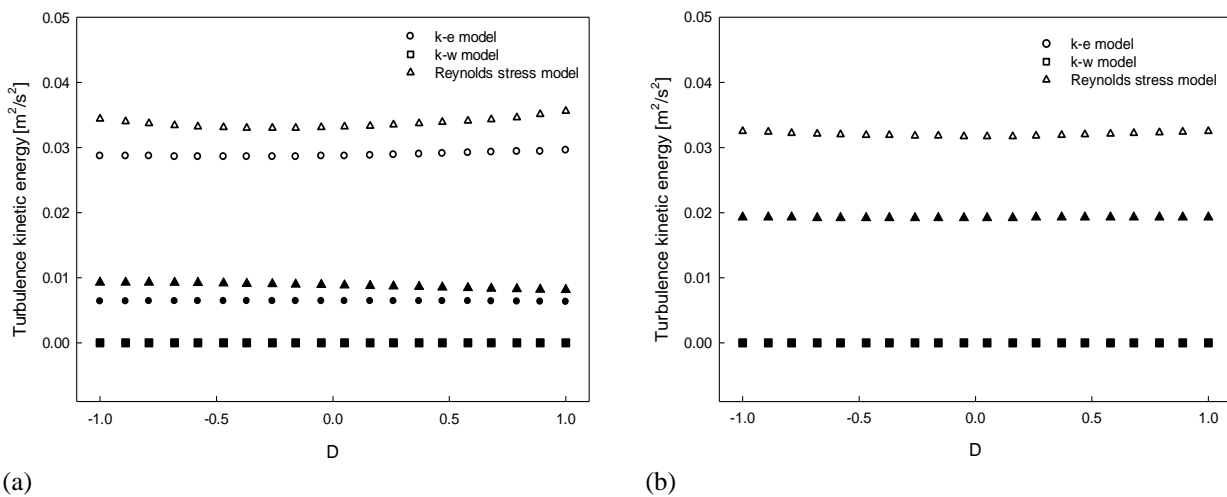 0.05
k-e model
k-w model
Reynolds stress model
0.04
0.03
0.02
0.01
0.00
Turbulence kinetic energy [m²/s²]
-1.0 -0.5 0.0 0.5 1.0
D
(a)
0.05
k-e model
k-w model
Reynolds stress model
0.04
0.03
0.02
0.01
0.00
Turbulence kinetic energy [m²/s²]
-1.0 -0.5 0.0 0.5 1.0
D
(b)